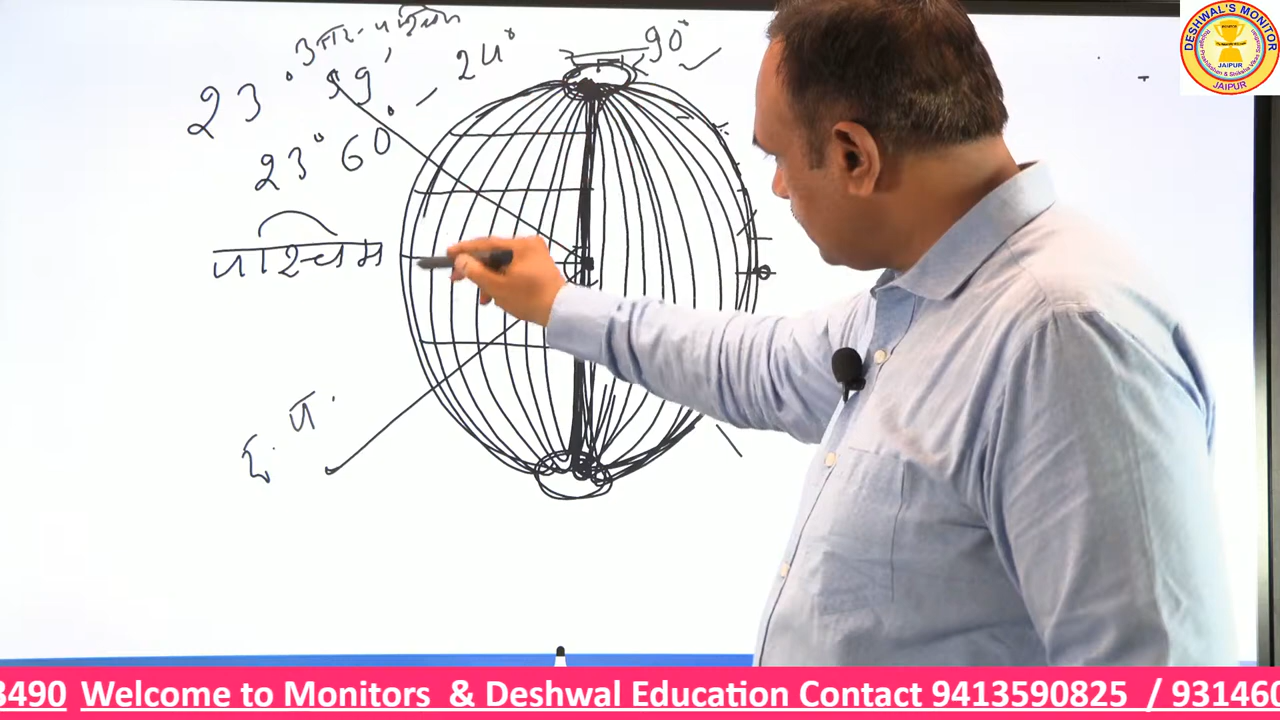 उत्तर-पश्चिम
90°
23° 59'
24°
23° 60°
पश्चिम
द. प.
DESHWAL'S MONITOR
JAIPUR
JAIPUR
3490 Welcome to Monitors & Deshwal Education Contact 9413590825 / 931460